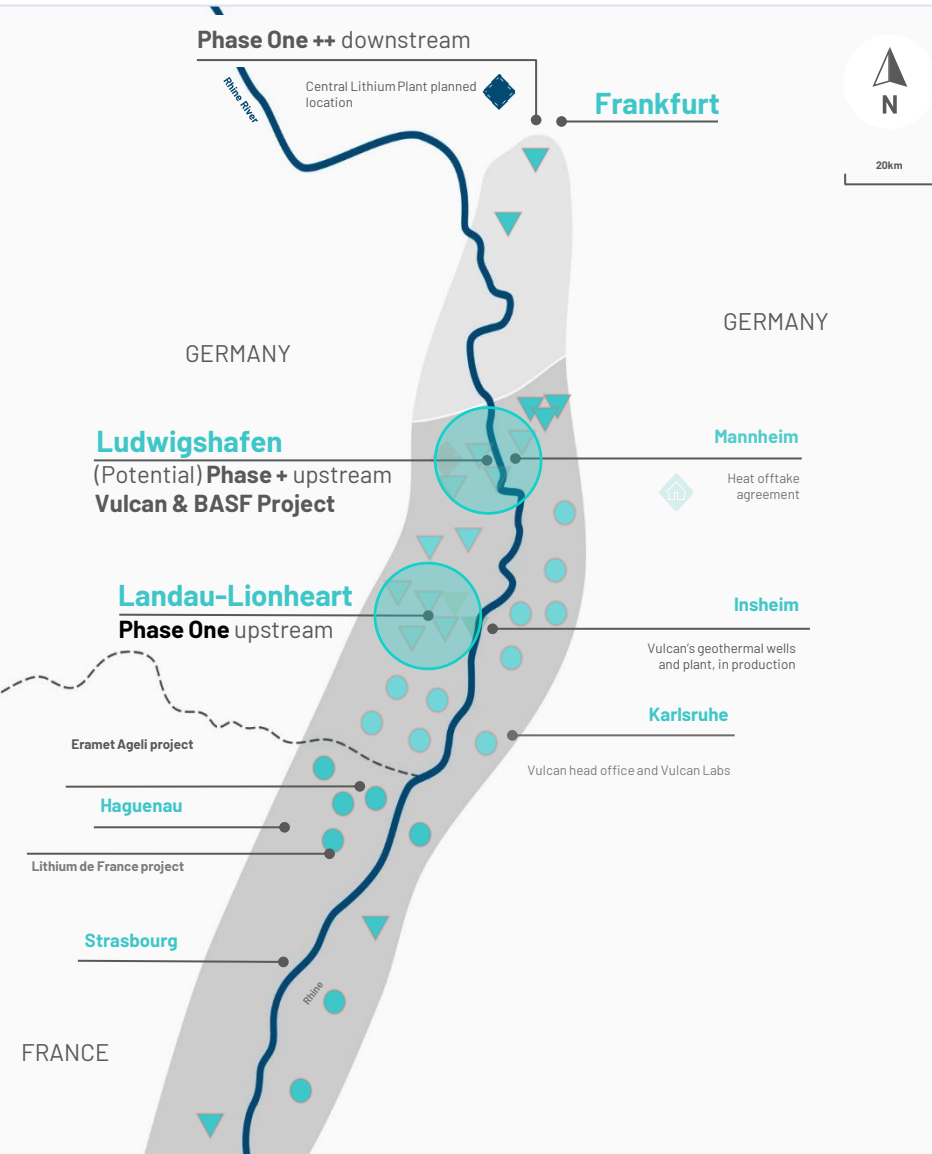 Phase One ++ downstream
Rhine River
Central Lithium Plant planned
location
Frankfurt
N
20km
GERMANY
GERMANY
Ludwigshafen
(Potential) Phase + upstream
Vulcan & BASF Project
Mannheim
Heat offtake
agreement
Landau-Lionheart
Phase One upstream
Insheim
Vulcan's geothermal wells
and plant, in production
Karlsruhe
Vulcan head office and Vulcan Labs
Eramet Ageli project
Haguenau
Lithium de France project
Strasbourg
Rhine
FRANCE